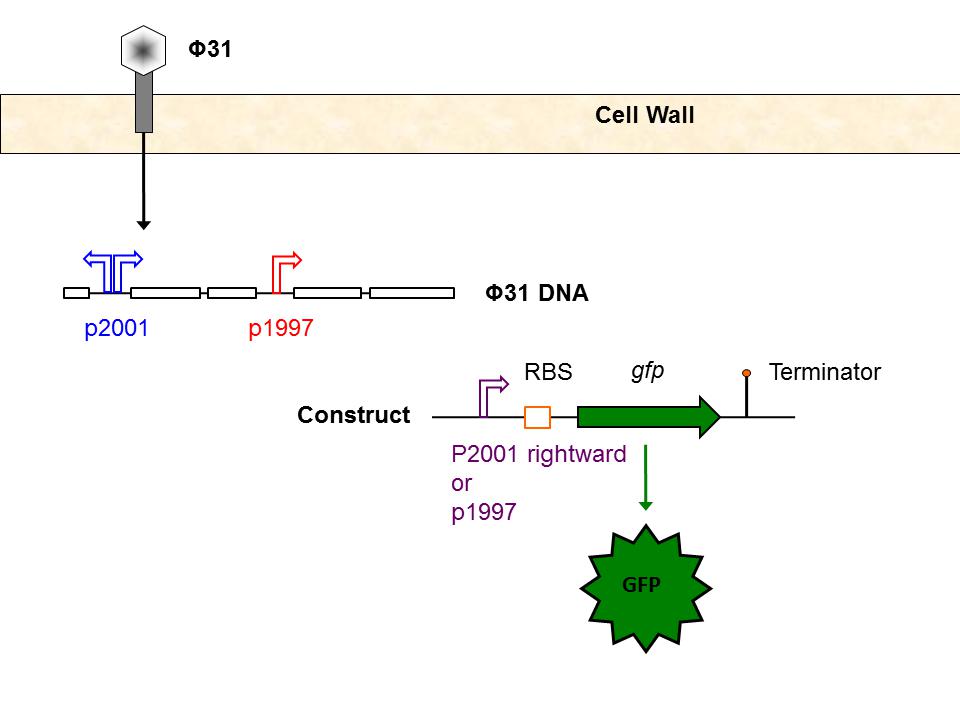 Φ31
Cell Wall
Φ31 DNA
p2001
p1997
RBS
gfp
Terminator
Construct
P2001 rightward
or
p1997
GFP